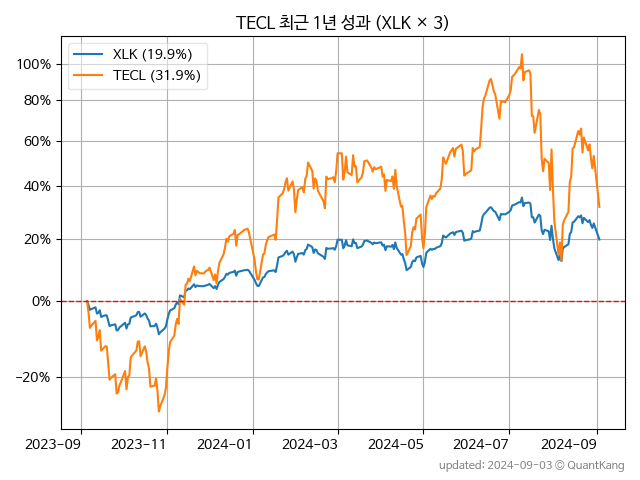 TECL 최근 1년 성과 (XLK × 3)
XLK (19.9%)
TECL (31.9%)
100%
80%
60%
40%
20%
0%
−20%
2023-09 2023-11 2024-01 2024-03 2024-05 2024-07 2024-09
updated: 2024-09-03 © QuantKang